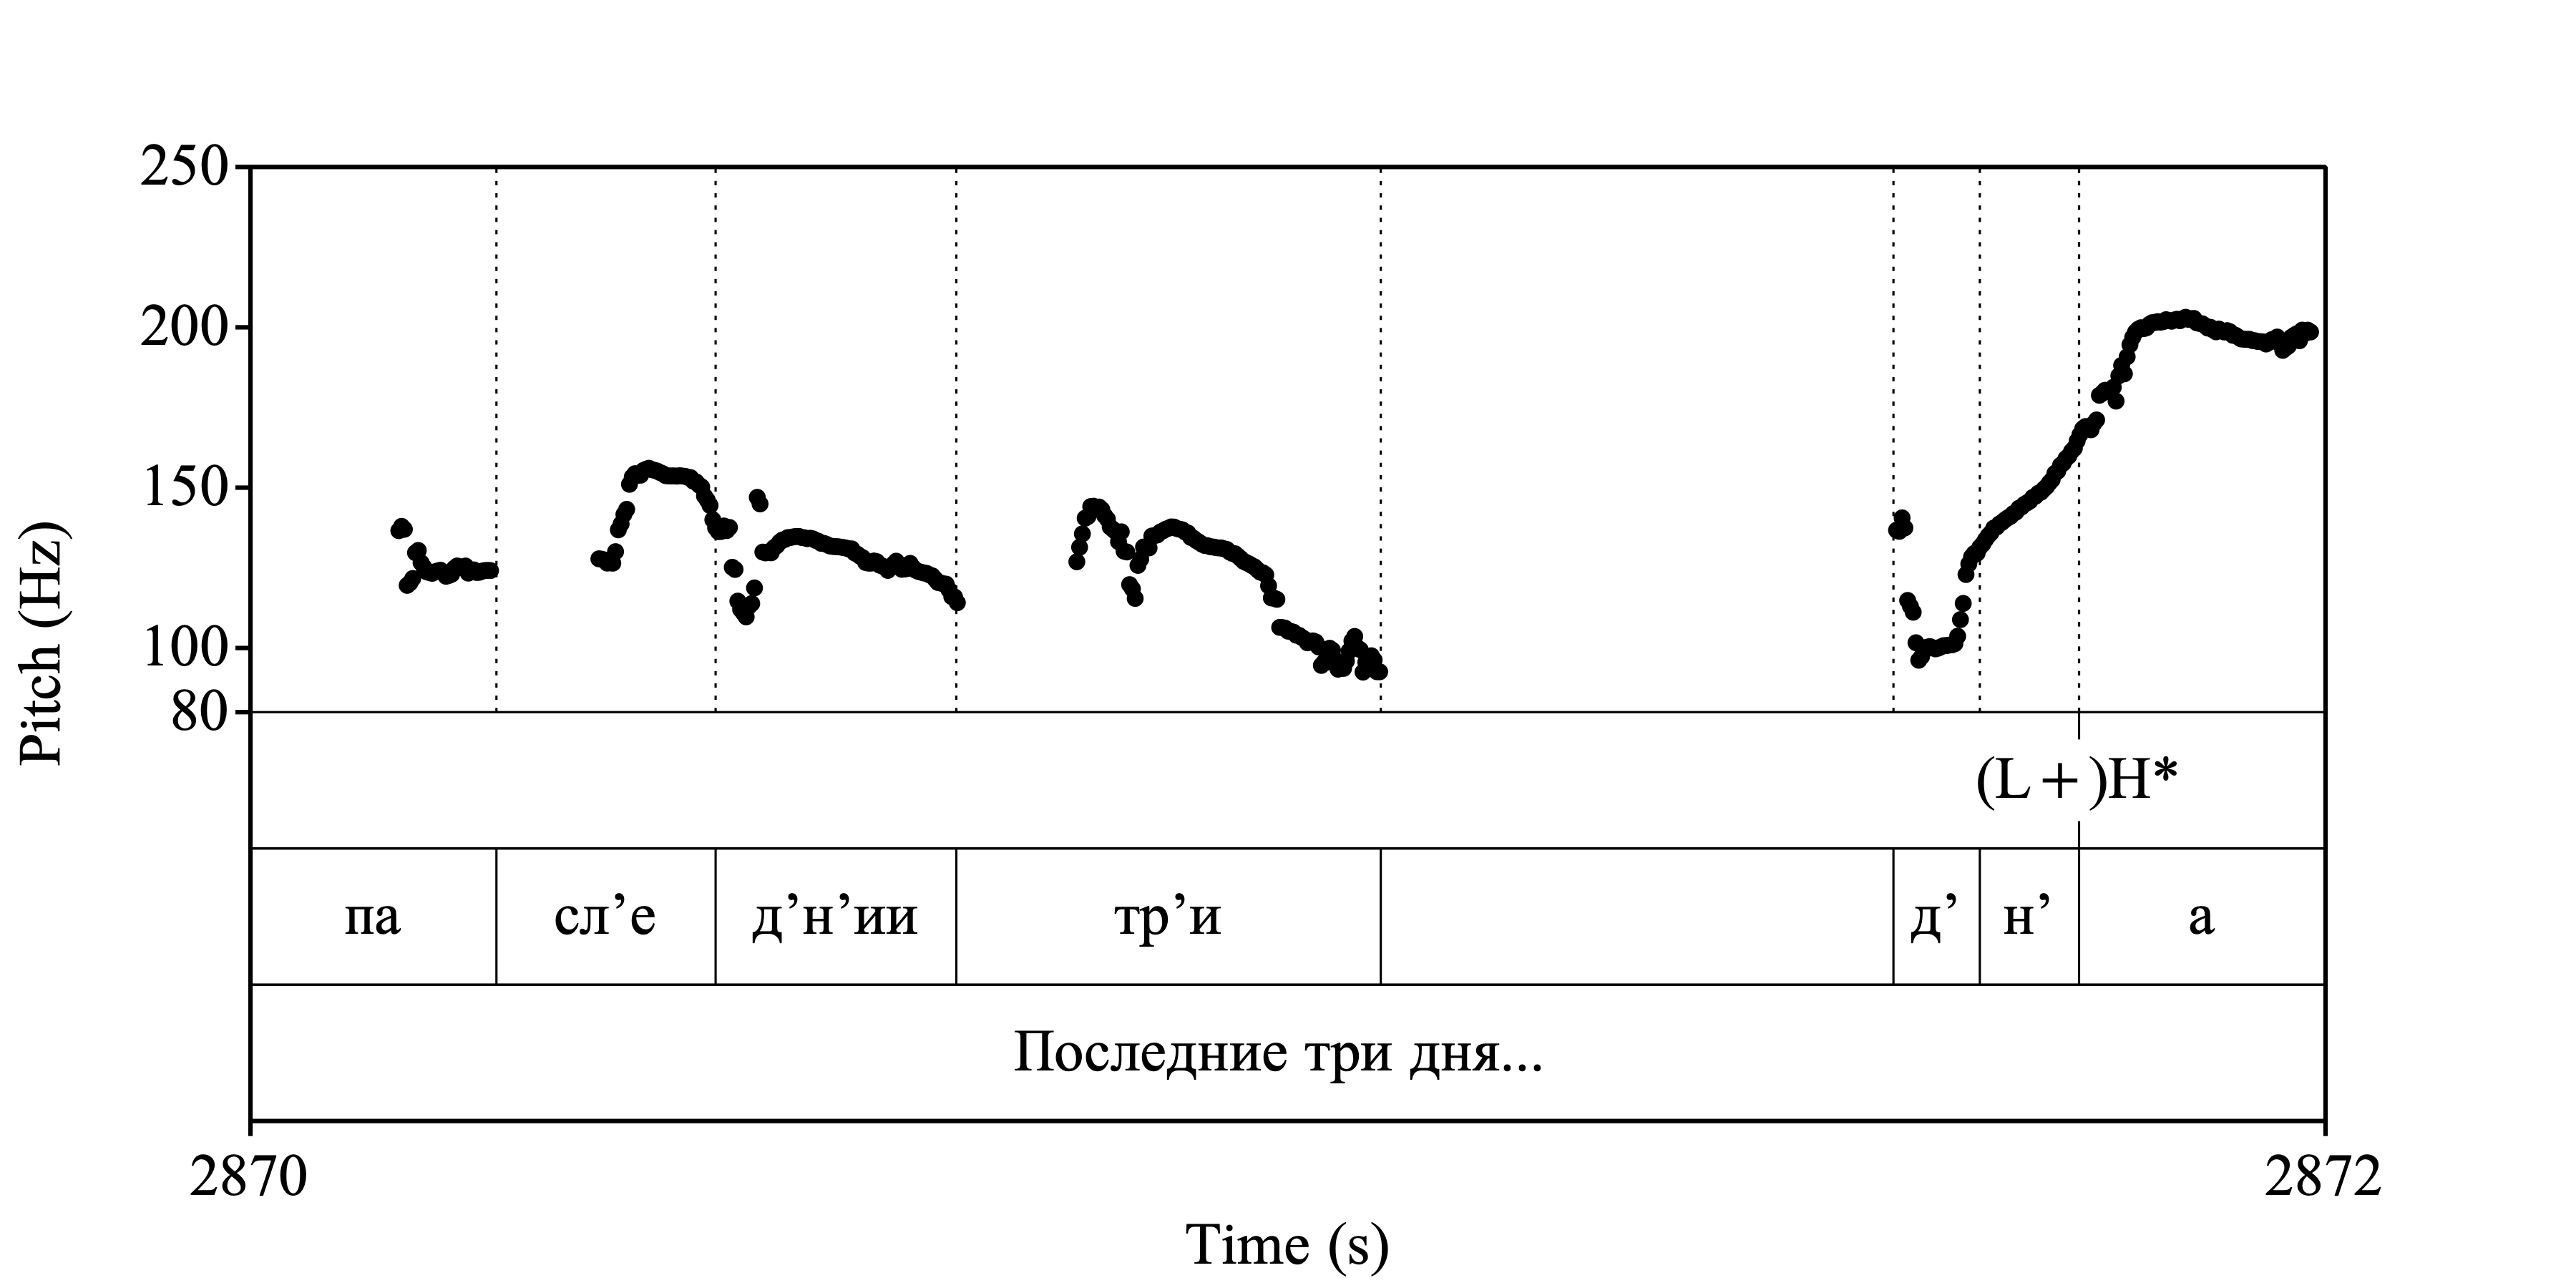 250
200
150
100
80
Pitch (Hz)
(L+)H*
па сл’е д’н’ии тр’и д’ н’ а
Последние три дня...
2870 2872
Time (s)